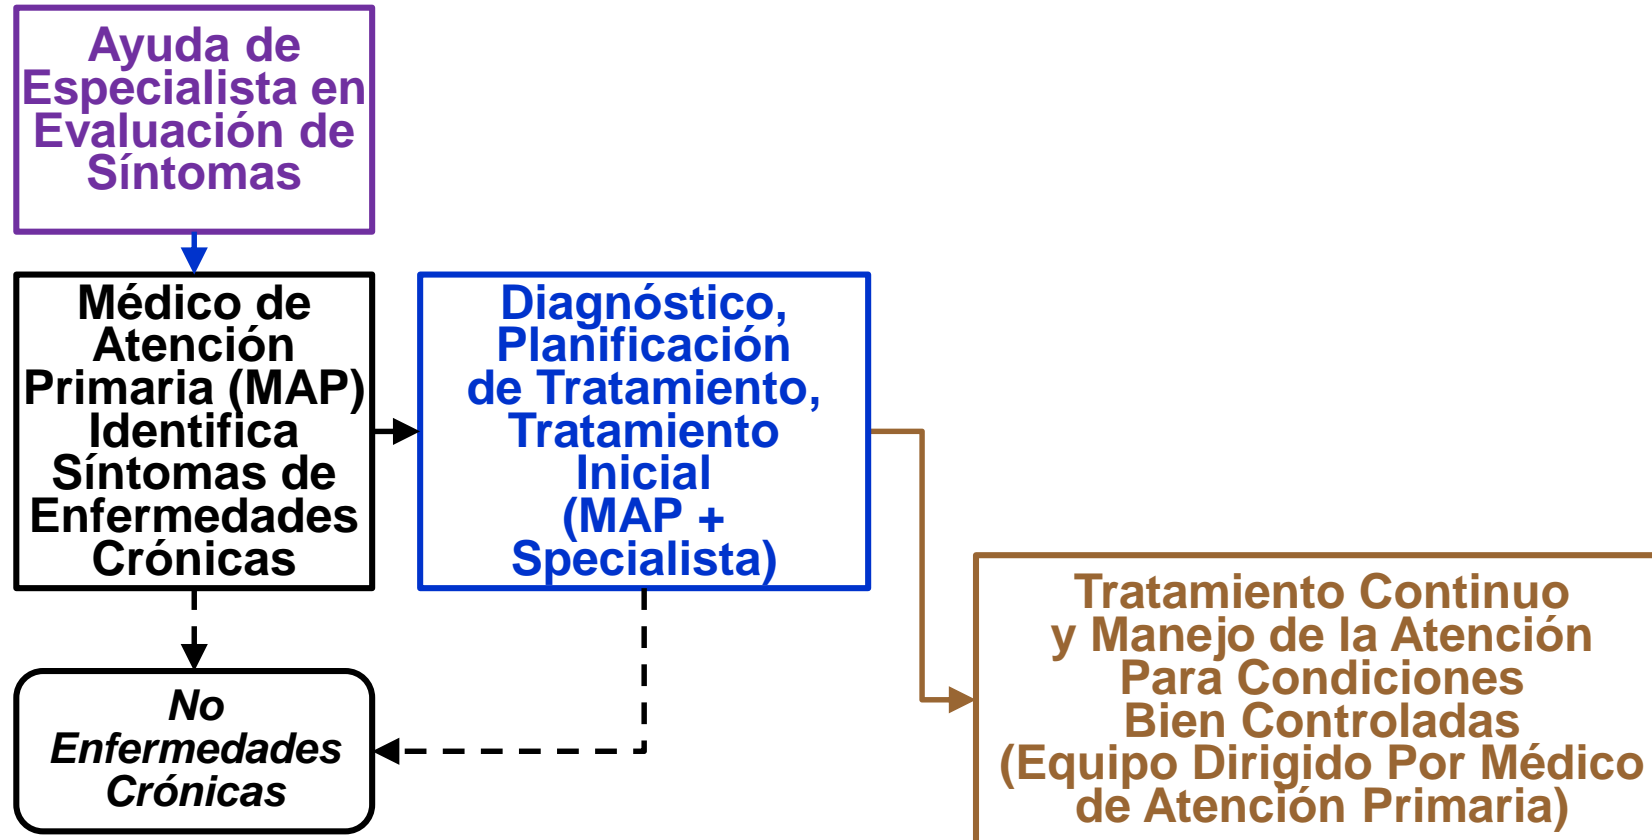 Ayuda de
Especialista en
Evaluación de
Síntomas
Médico de
Atención
Primaria (MAP)
Identifica
Síntomas de
Enfermedades
Crónicas
Diagnóstico,
Planificación
de Tratamiento,
Tratamiento
Inicial
(MAP +
Specialista)
No
Enfermedades
Crónicas
Tratamiento Continuo
y Manejo de la Atención
Para Condiciones
Bien Controladas
(Equipo Dirigido Por Médico
de Atención Primaria)